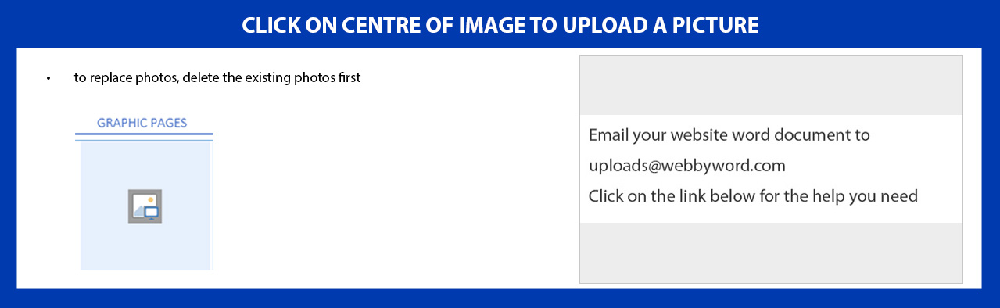 CLICK ON CENTRE OF IMAGE TO UPLOAD A PICTURE
• to replace photos, delete the existing photos first
GRAPHIC PAGES
Email your website word document to
uploads@webbyword.com
Click on the link below for the help you need